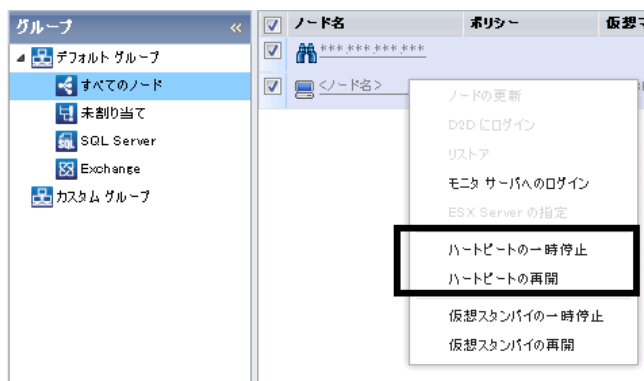 グループ
«
デフォルト グループ
すべてのノード
未割り当て
SQL Server
Exchange
カスタム グループ
ノード名 ポリシー 仮想マ
***.***.***.***
<ノード名>
ノードの更新
D2D にログイン
リストア
モニタ サーバへのログイン
ESX Server の指定
ハートビートの一時停止
ハートビートの再開
仮想スタンバイの一時停止
仮想スタンバイの再開